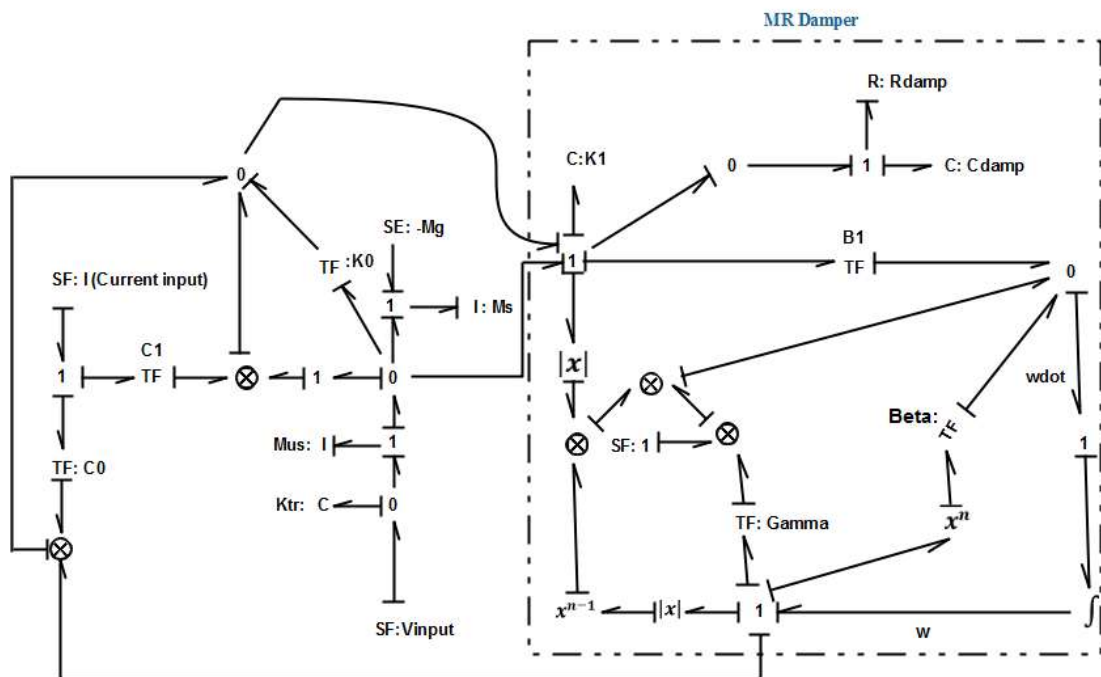 MR Damper
R: Rdamp
0
C:K1
0
1
C: Cdamp
SE: -Mg
B1
TF :K0
1
TF
0
SF: I (Current input)
1
I : Ms
C1
|x|
wdot
1
TF
⊗
1
0
⊗
Beta:
TF
Mus: I
1
⊗
SF: 1
⊗
1
TF: C0
Ktr: C
0
TF: Gamma
xⁿ
⊗
xⁿ⁻¹
|x|
1
∫
SF:Vinput
W